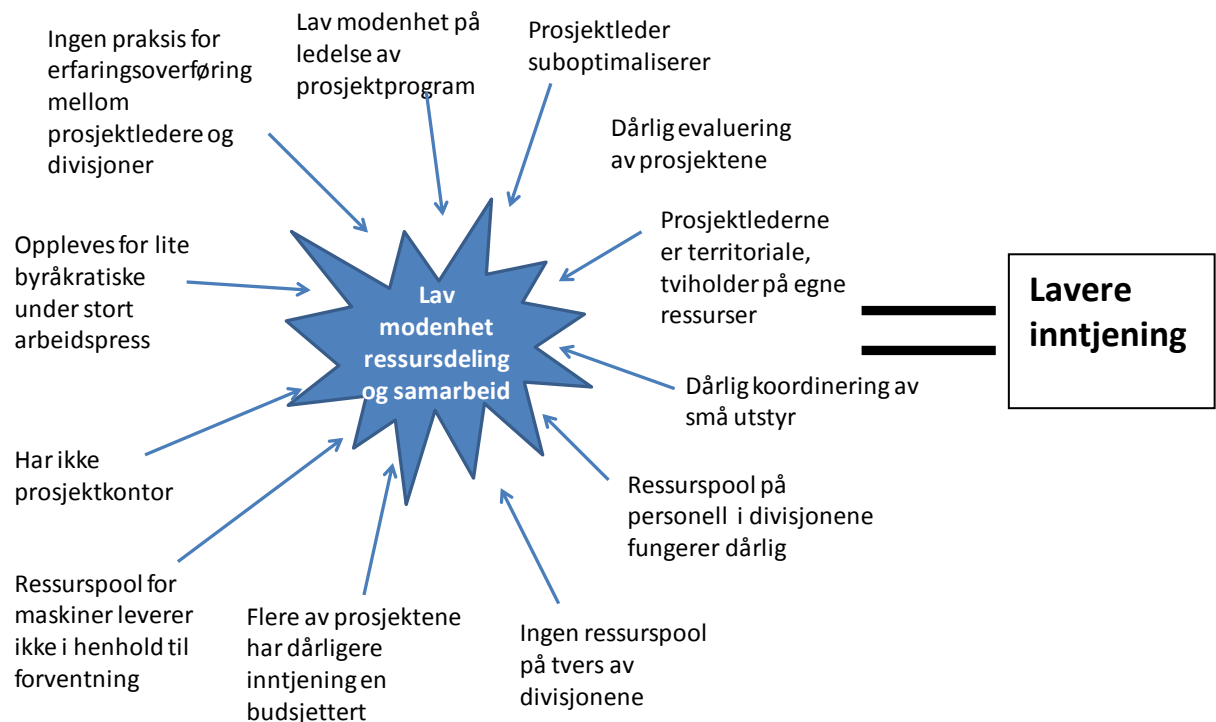 Ingen praksis for
erfaringsoverføring
mellom
prosjektledere og
divisjoner
Lav modenhet på
ledelse av
prosjektprogram
Prosjektleder
suboptimaliserer
Dårlig evaluering
av prosjektene
Prosjektlederne
er territoriale,
tviholder på egne
ressurser
Oppleves for lite
byråkratiske
under stort
arbeidspress
Lav
modenhet
ressursdeling
og samarbeid
Lavere
inntjening
Dårlig koordinering av
små utstyr
Har ikke
prosjektkontor
Ressurspool på
personell i divisjonene
fungerer dårlig
Ressurspool for
maskiner leverer
ikke i henhold til
forventning
Flere av prosjektene
har dårligere
inntjening en
budsjettert
Ingen ressurspool
på tvers av
divisjonene